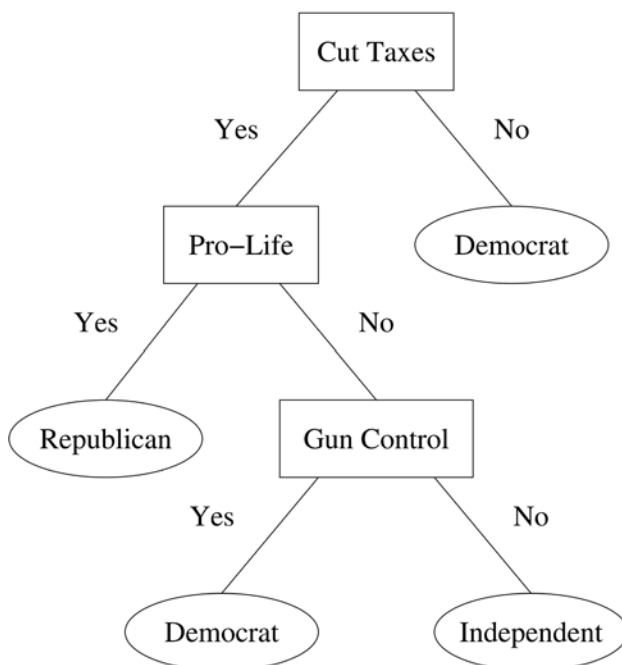 Cut Taxes
Yes
No
Pro−Life
Democrat
Yes
No
Republican
Gun Control
Yes
No
Democrat
Independent